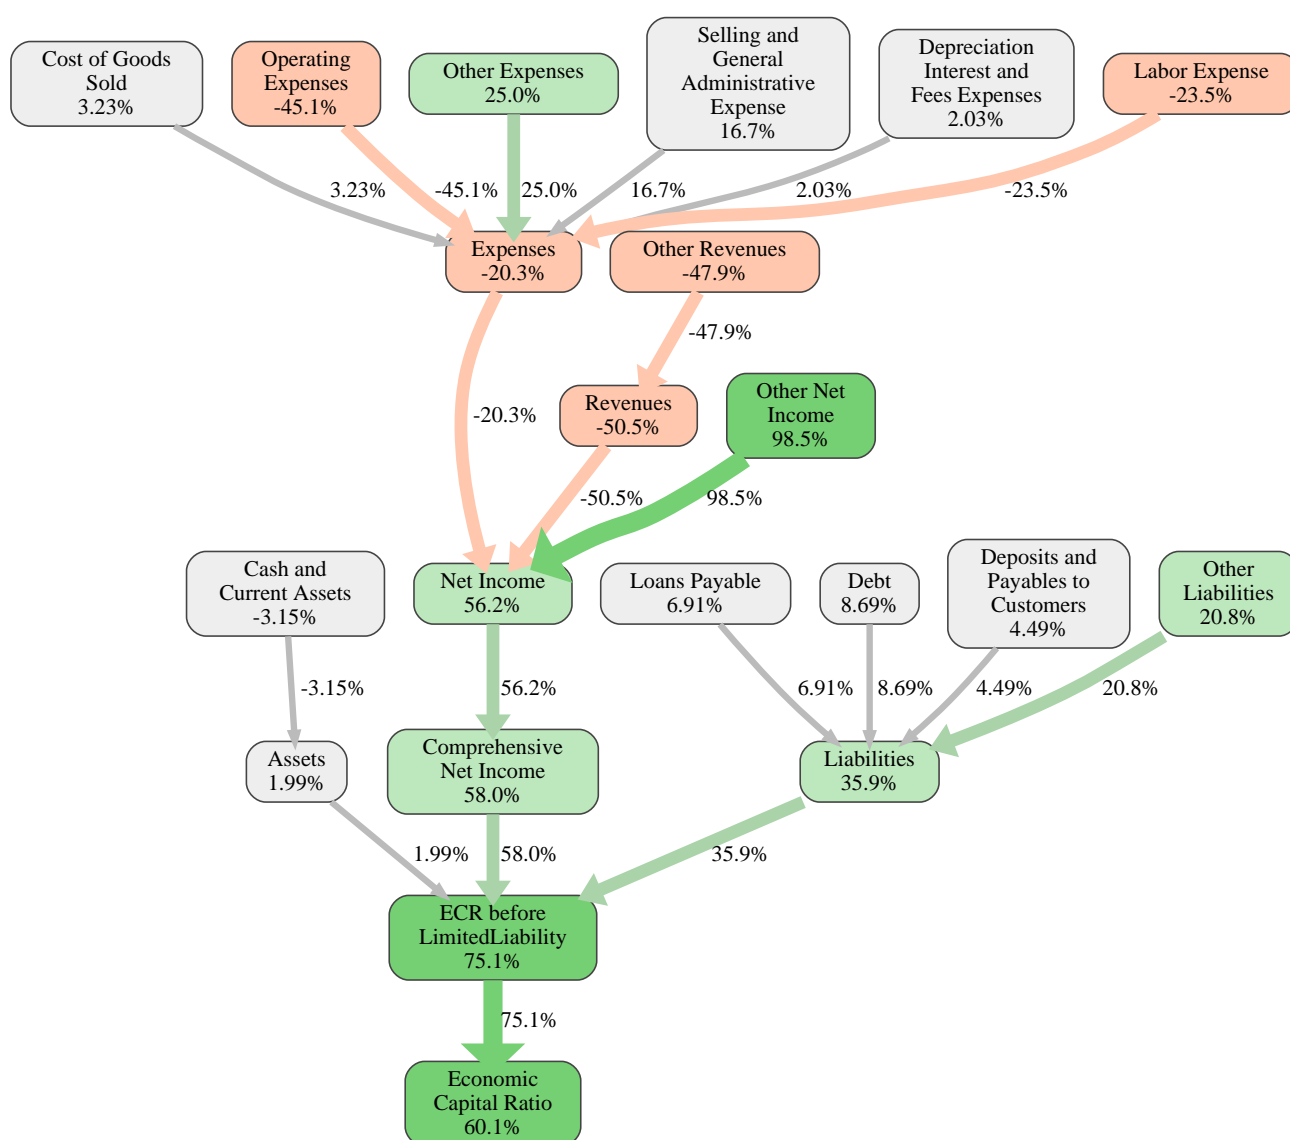 Cost of Goods
Sold
3.23%
Operating
Expenses
-45.1%
Other Expenses
25.0%
Selling and
General
Administrative
Expense
16.7%
Depreciation
Interest and
Fees Expenses
2.03%
Labor Expense
-23.5%
3.23%
-45.1%
25.0%
16.7%
2.03%
-23.5%
Expenses
-20.3%
Other Revenues
-47.9%
-47.9%
-20.3%
Revenues
-50.5%
Other Net
Income
98.5%
-50.5%
98.5%
Cash and
Current Assets
-3.15%
Net Income
56.2%
Loans Payable
6.91%
Debt
8.69%
Deposits and
Payables to
Customers
4.49%
Other
Liabilities
20.8%
-3.15%
56.2%
6.91%
8.69%
4.49%
20.8%
Assets
1.99%
Comprehensive
Net Income
58.0%
Liabilities
35.9%
1.99%
58.0%
35.9%
ECR before
LimitedLiability
75.1%
75.1%
Economic
Capital Ratio
60.1%